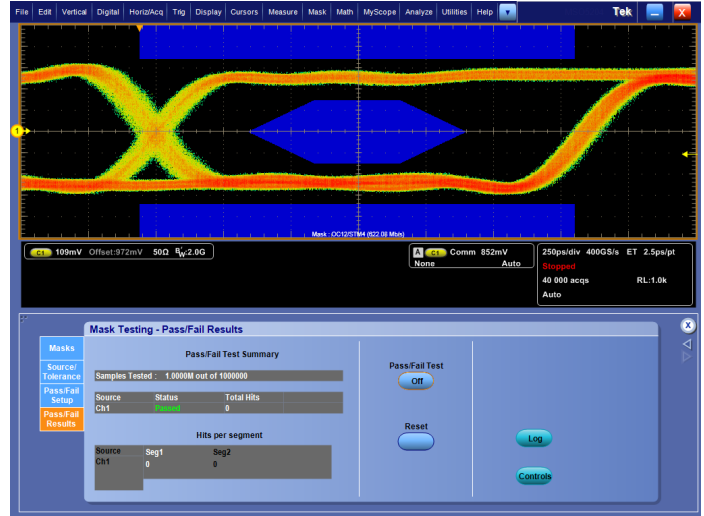 File Edit Vertical Digital Horiz/Acq Trig Display Cursors Measure Mask Math MyScope Analyze Utilities Help Tek X
1
Mask : OC12/STM4 (622.08 Mb/s)
C1 109mV Offset:972mV 50Ω BW:2.0G
A C1 Comm 852mV
None Auto
250ps/div 400GS/s ET 2.5ps/pt
Stopped
40 000 acqs RL:1.0k
Auto
Mask Testing - Pass/Fail Results
X
Masks
Source/
Tolerance
Pass/Fail
Setup
Pass/Fail
Results
Pass/Fail Test Summary
Samples Tested : 1.0000M out of 1000000
Source Status Total Hits
Ch1 Passed 0
Hits per segment
Source Seg1 Seg2
Ch1 0 0
Pass/Fail Test
Off
Reset
Log
Controls